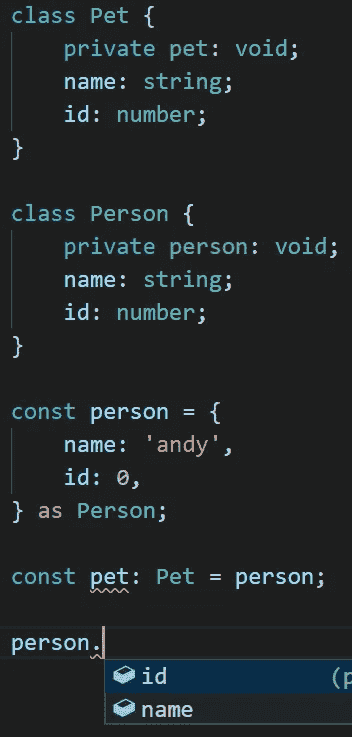 class Pet {
    private pet: void;
    name: string;
    id: number;
}

class Person {
    private person: void;
    name: string;
    id: number;
}

const person = {
    name: 'andy',
    id: 0,
} as Person;

const pet: Pet = person;

person.
id (p
name